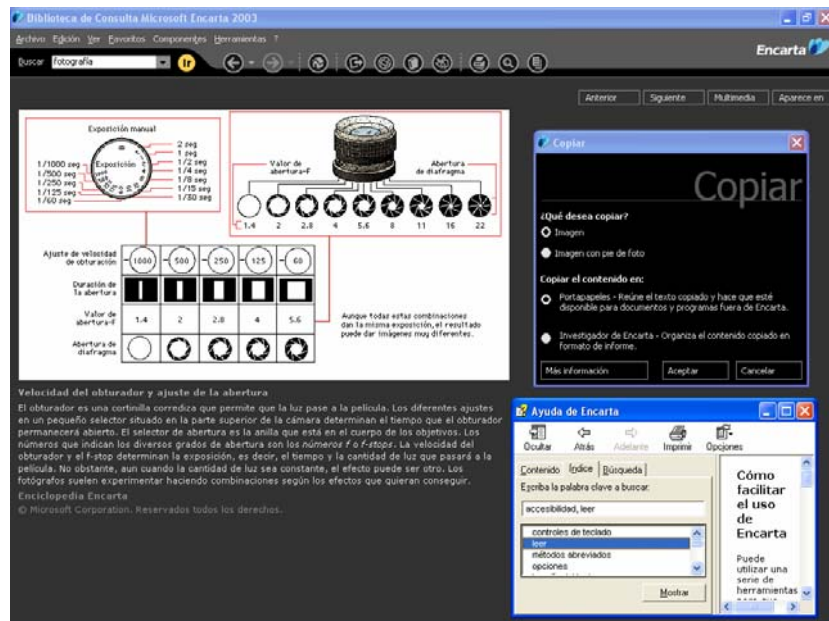 Biblioteca de Consulta Microsoft Encarta 2003
Archivo Edición Ver Favoritos Componentes Herramientas ?
Encarta
Buscar fotografía Ir
Anterior Siguiente Multimedia Aparece en
Exposición manual
Exposición
2 seg
1 seg
1/2 seg
1/4 seg
1/8 seg
1/15 seg
1/30 seg
1/1000 seg
1/500 seg
1/250 seg
1/125 seg
1/60 seg
Valor de
abertura-f
Abertura
de diafragma
1.4 2 2.8 4 5.6 8 11 16 22
Ajuste de velocidad
de obturación
1000 500 250 125 60
Duración de
la abertura
Valor de
abertura-f
1.4 2 2.8 4 5.6
Abertura de
diafragma
Aunque todas estas combinaciones
dan la misma exposición, el resultado
puede dar imágenes muy diferentes.
Velocidad del obturador y ajuste de la abertura
El obturador es una cortinilla corrediza que permite que la luz pase a la película. Los diferentes ajustes
en un pequeño selector situado en la parte superior de la cámara determinan el tiempo que el obturador
permanecerá abierto. El selector de abertura es la anilla que está en el cuerpo de los objetivos. Los
números que indican los diversos grados de abertura son los números f o f-stops. La velocidad del
obturador y el f-stop determinan la exposición, es decir, el tiempo y la cantidad de luz que pasará a la
película. No obstante, aun cuando la cantidad de luz sea constante, el efecto puede ser otro. Los
fotógrafos suelen experimentar haciendo combinaciones según los efectos que quieran conseguir.
Enciclopedia Encarta
© Microsoft Corporation. Reservados todos los derechos.
Copiar
Copiar
¿Qué desea copiar?
Imagen
Imagen con pie de foto
Copiar el contenido en:
Portapapeles - Reúne el texto copiado y hace que esté
disponible para documentos y programas fuera de Encarta.
Investigador de Encarta - Organiza el contenido copiado en
formato de informe.
Más información Aceptar Cancelar
Ayuda de Encarta
Ocultar Atrás Adelante Imprimir Opciones
Contenido Índice Búsqueda
Escriba la palabra clave a buscar:
accesibilidad, leer
controles de teclado
leer
métodos abreviados
opciones
Mostrar
Cómo
facilitar
el uso
de
Encarta
Puede
utilizar una
serie de
herramientas